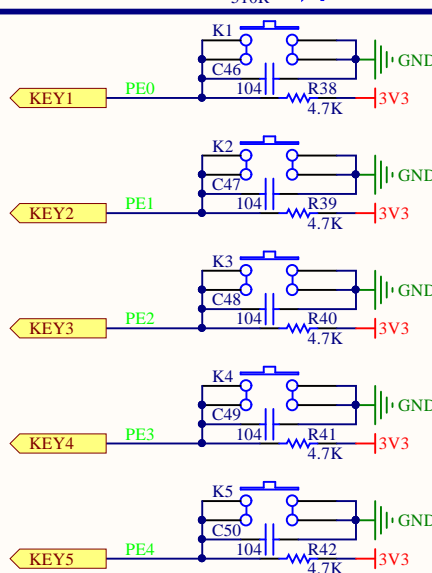 K1
C46
GND
104
R38
KEY1
PE0
4.7K
3V3
K2
C47
GND
104
R39
KEY2
PE1
4.7K
3V3
K3
C48
GND
104
R40
KEY3
PE2
4.7K
3V3
K4
C49
GND
104
R41
KEY4
PE3
4.7K
3V3
K5
C50
GND
104
R42
KEY5
PE4
4.7K
3V3